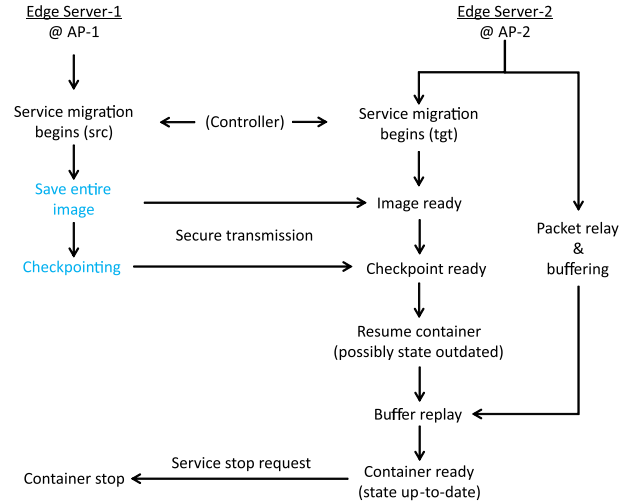 Edge Server-1
@ AP-1
Edge Server-2
@ AP-2
Service migration
begins (src)
(Controller)
Service migration
begins (tgt)
Save entire
image
Image ready
Packet relay
&
buffering
Secure transmission
Checkpointing
Checkpoint ready
Resume container
(possibly state outdated)
Buffer replay
Service stop request
Container stop
Container ready
(state up-to-date)